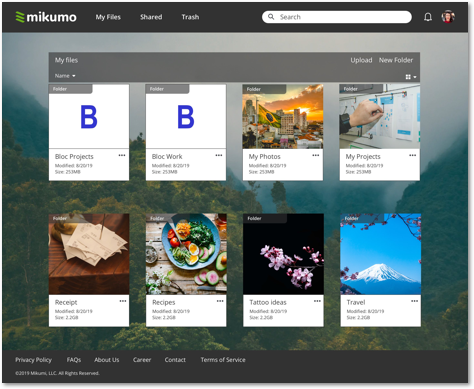 mikumo My Files Shared Trash Search
My files Upload New Folder
Name
Folder Folder Folder Folder
B B
Bloc Projects ••• Bloc Work ••• My Photos ••• My Projects •••
Modified: 8/20/19 Modified: 8/20/19 Modified: 8/20/19 Modified: 8/20/19
Size: 253MB Size: 253MB Size: 253MB Size: 253MB
Folder Folder Folder Folder
Receipt ••• Recipes ••• Tattoo ideas ••• Travel •••
Modified: 8/20/19 Modified: 8/20/19 Modified: 8/20/19 Modified: 8/20/19
Size: 2.2GB Size: 2.2GB Size: 2.2GB Size: 2.2GB
Privacy Policy FAQs About Us Career Contact Terms of Service
©2019 Mikumi, LLC. All Rights Reserved.